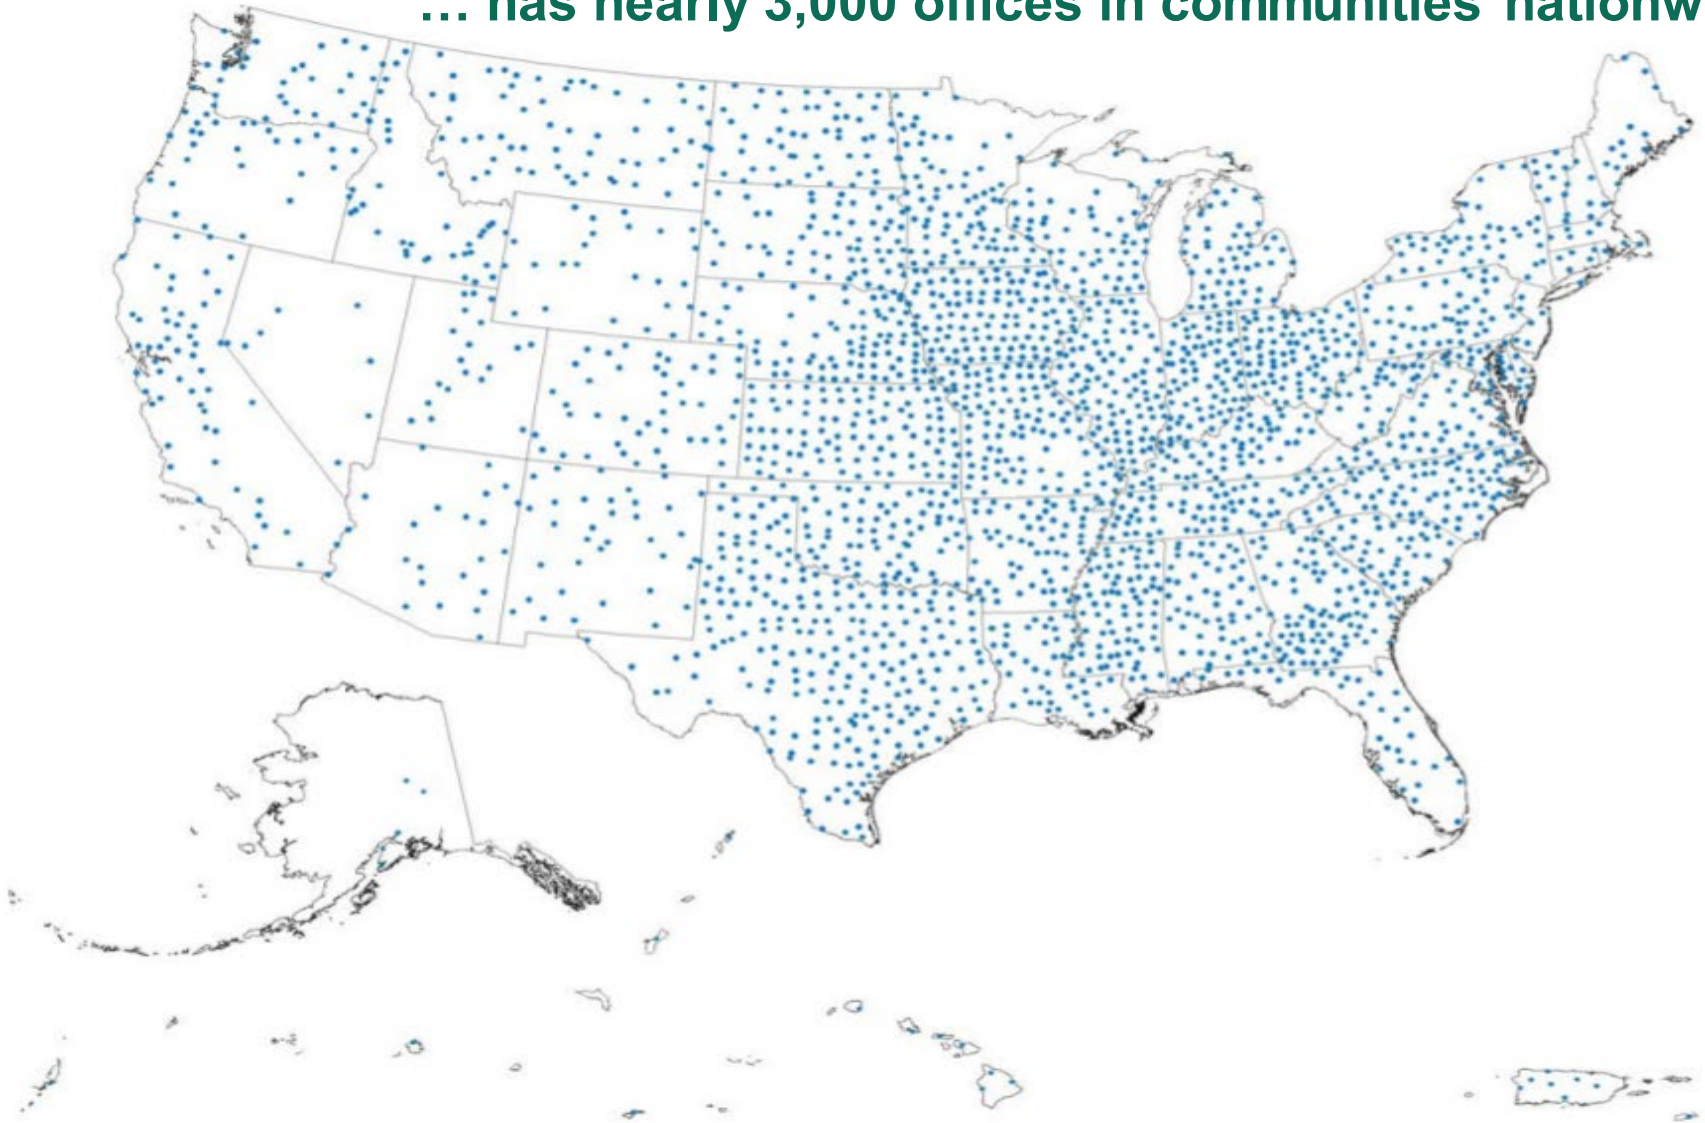 … has nearly 3,000 offices in communities nationw